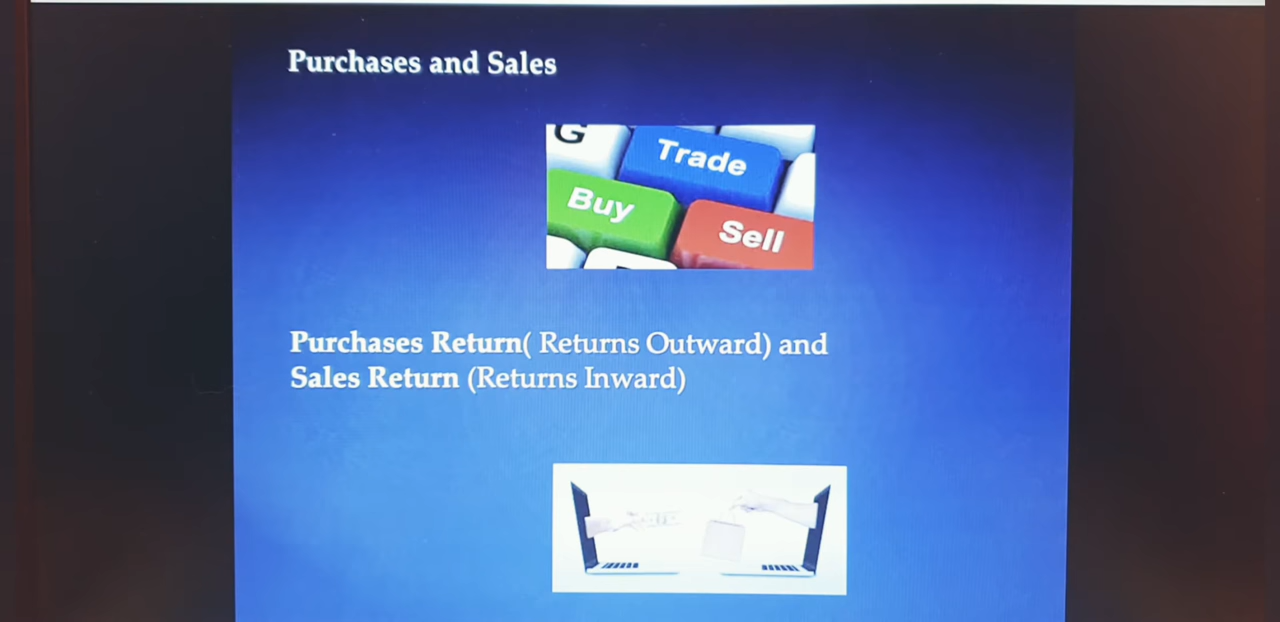 Purchases and Sales
G
Trade
Buy
Sell
Purchases Return( Returns Outward) and
Sales Return (Returns Inward)